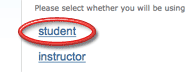 Please select whether you will be using
student
instructor